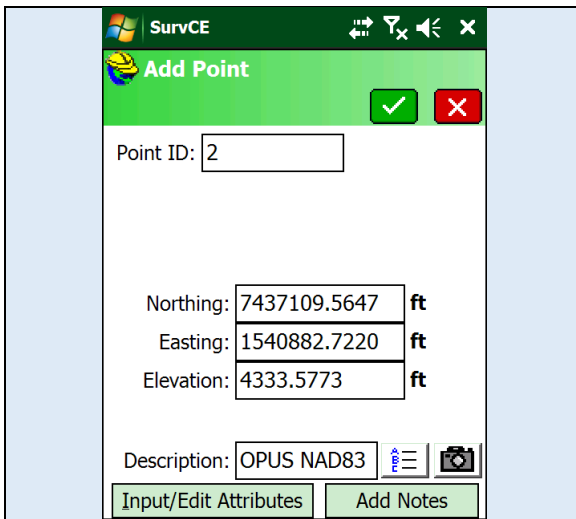 SurvCE
Add Point
Point ID: 2
Northing: 7437109.5647 ft
Easting: 1540882.7220 ft
Elevation: 4333.5773 ft
Description: OPUS NAD83
Input/Edit Attributes Add Notes